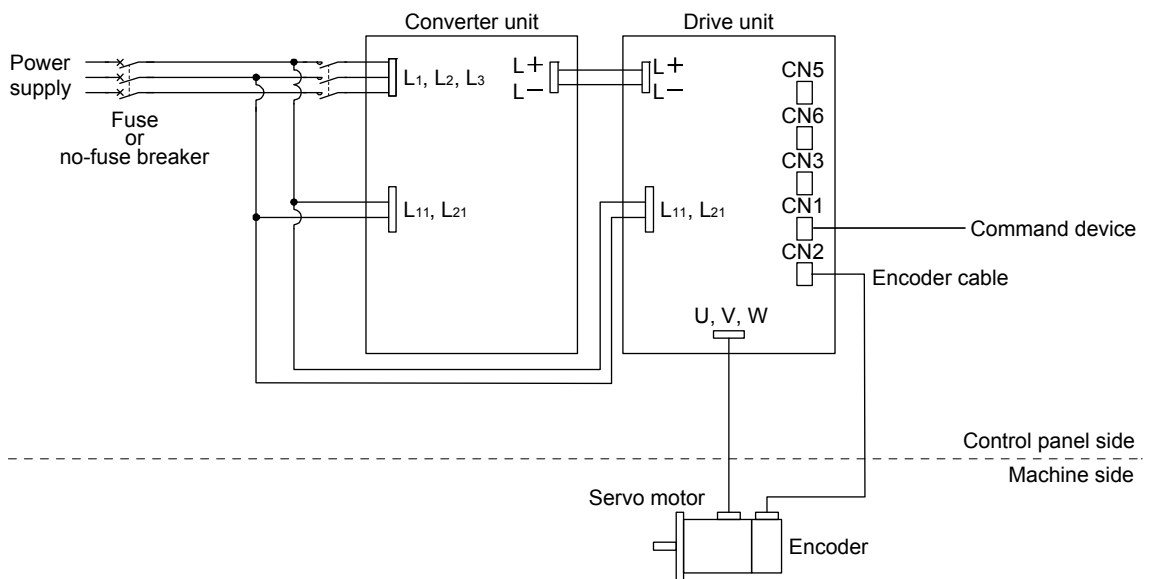 Converter unit
Drive unit
Power
supply
L1, L2, L3
L+
L−
L+
L−
CN5
CN6
CN3
CN1
CN2
Fuse
or
no-fuse breaker
L11, L21
L11, L21
Command device
Encoder cable
U, V, W
Control panel side
Machine side
Servo motor
Encoder